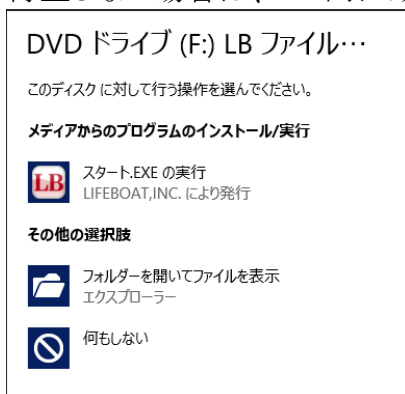 DVD ドライブ (F:) LB ファイル…
このディスク に対して行う操作を選んでください。
メディアからのプログラムのインストール/実行
LB
スタート.EXE の実行
LIFEBOAT,INC. により発行
その他の選択肢
フォルダーを開いてファイルを表示
エクスプローラー
何もしない